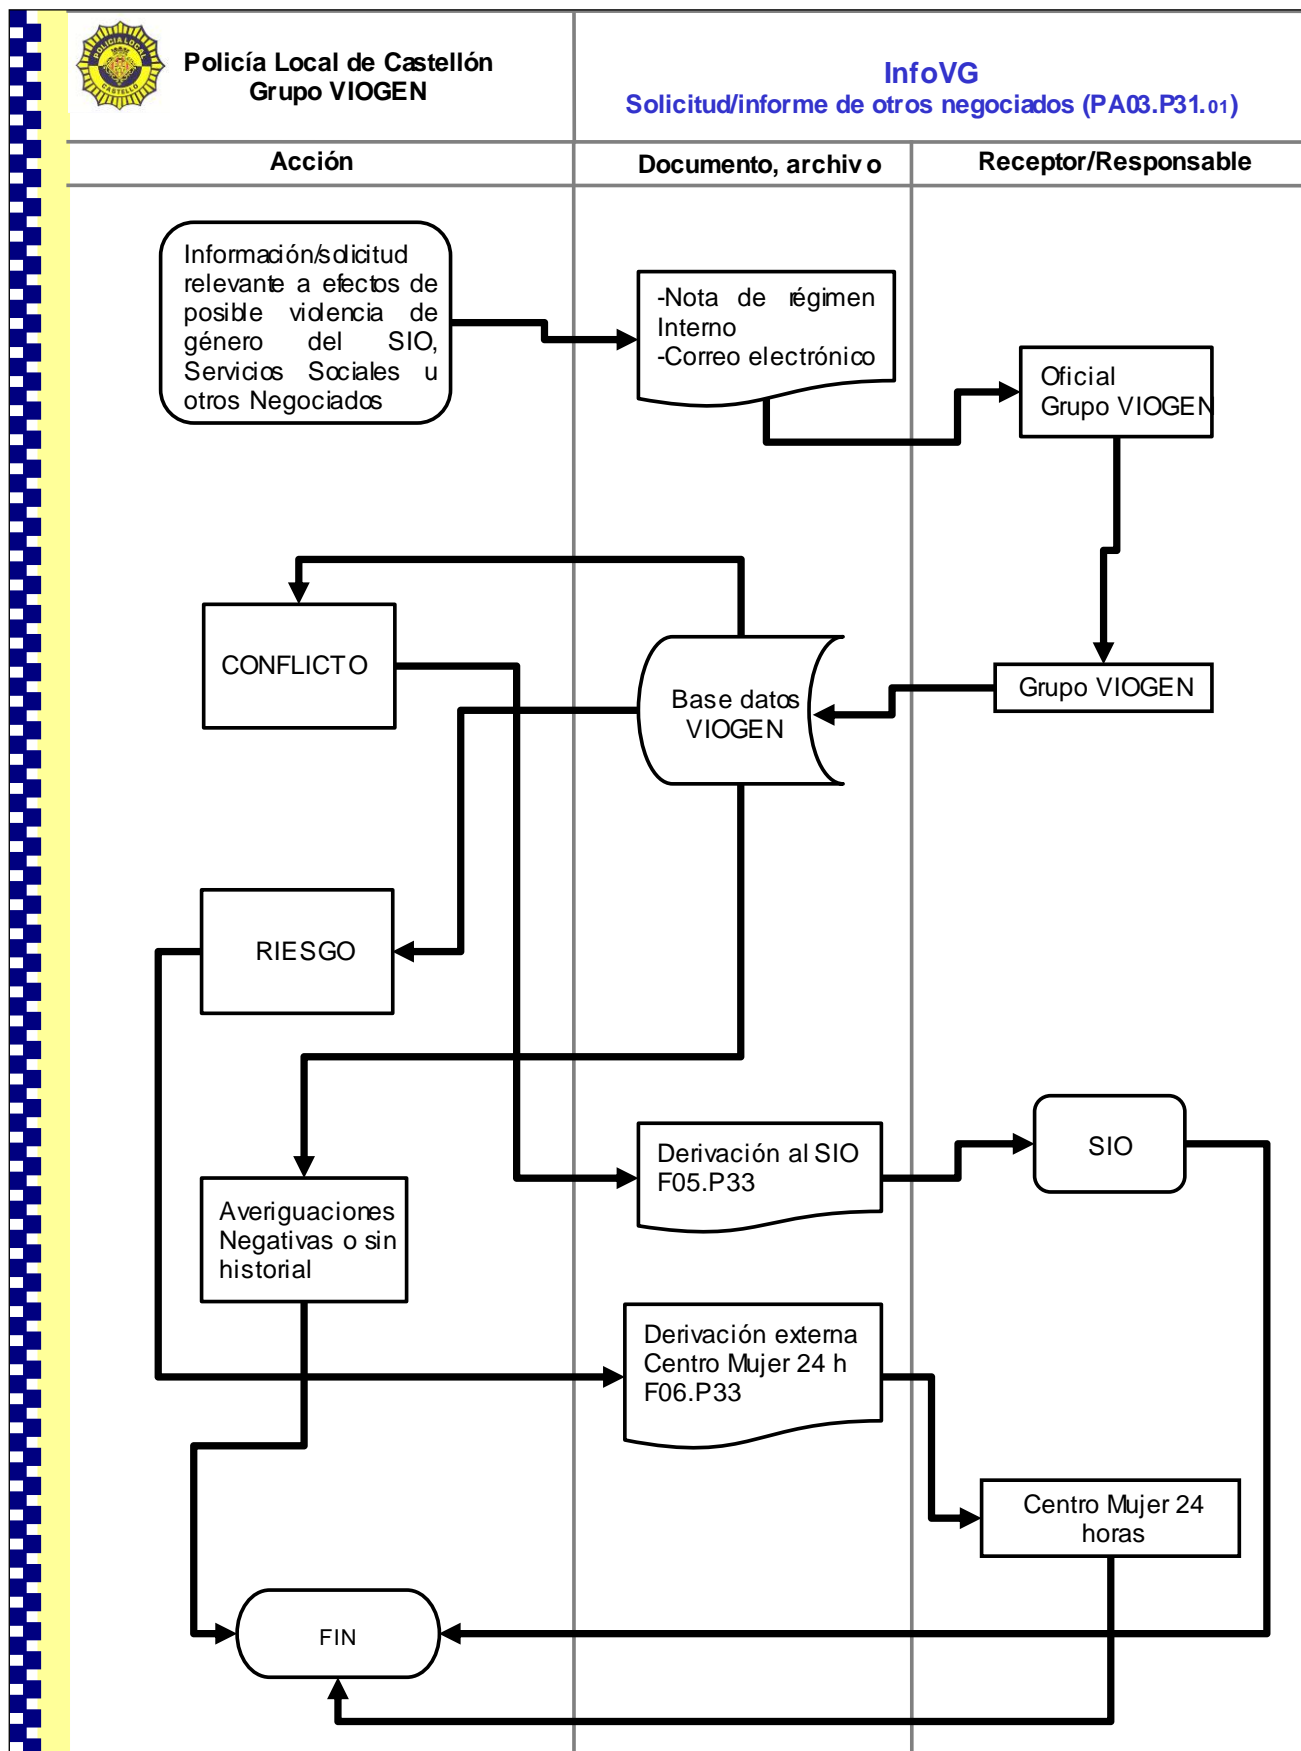 POLICIA LOCAL
CASTELLO
Policía Local de Castellón
Grupo VIOGEN
InfoVG
Solicitud/informe de otros negociados (PA03.P31.01)
Acción
Documento, archivo
Receptor/Responsable
Información/solicitud
relevante a efectos de
posible violencia de
género del SIO,
Servicios Sociales u
otros Negociados
-Nota de régimen
Interno
-Correo electrónico
Oficial
Grupo VIOGEN
CONFLICTO
Base datos
VIOGEN
Grupo VIOGEN
RIESGO
Derivación al SIO
F05.P33
SIO
Averiguaciones
Negativas o sin
historial
Derivación externa
Centro Mujer 24 h
F06.P33
Centro Mujer 24
horas
FIN